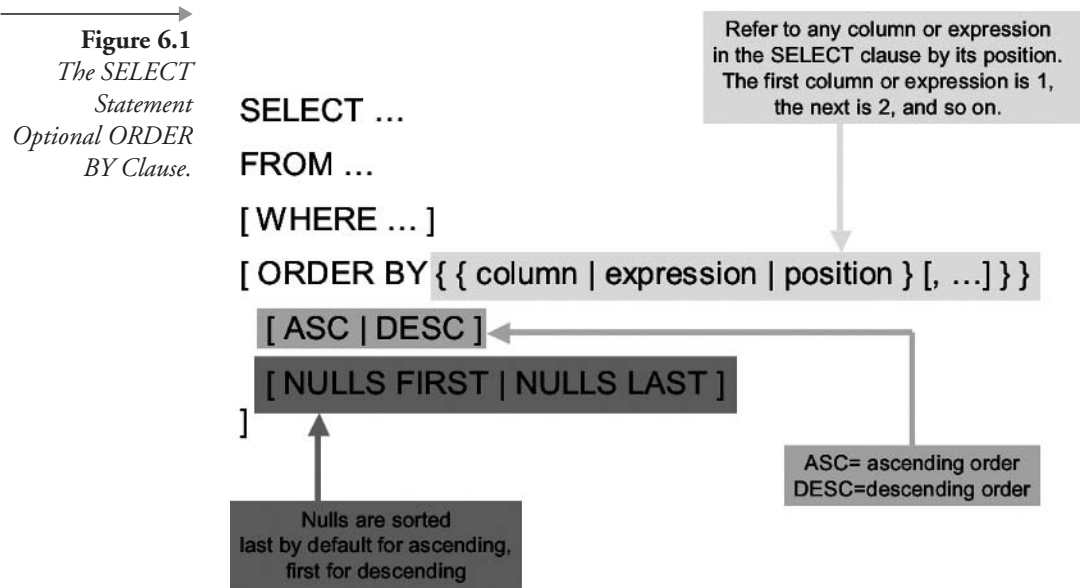 Figure 6.1
The SELECT
Statement
Optional ORDER
BY Clause.
Refer to any column or expression
in the SELECT clause by its position.
The first column or expression is 1,
the next is 2, and so on.
SELECT …
FROM …
[ WHERE … ]
[ ORDER BY { { column | expression | position } [, …] } }
[ ASC | DESC ]
[ NULLS FIRST | NULLS LAST ]
]
ASC= ascending order
DESC=descending order
Nulls are sorted
last by default for ascending,
first for descending